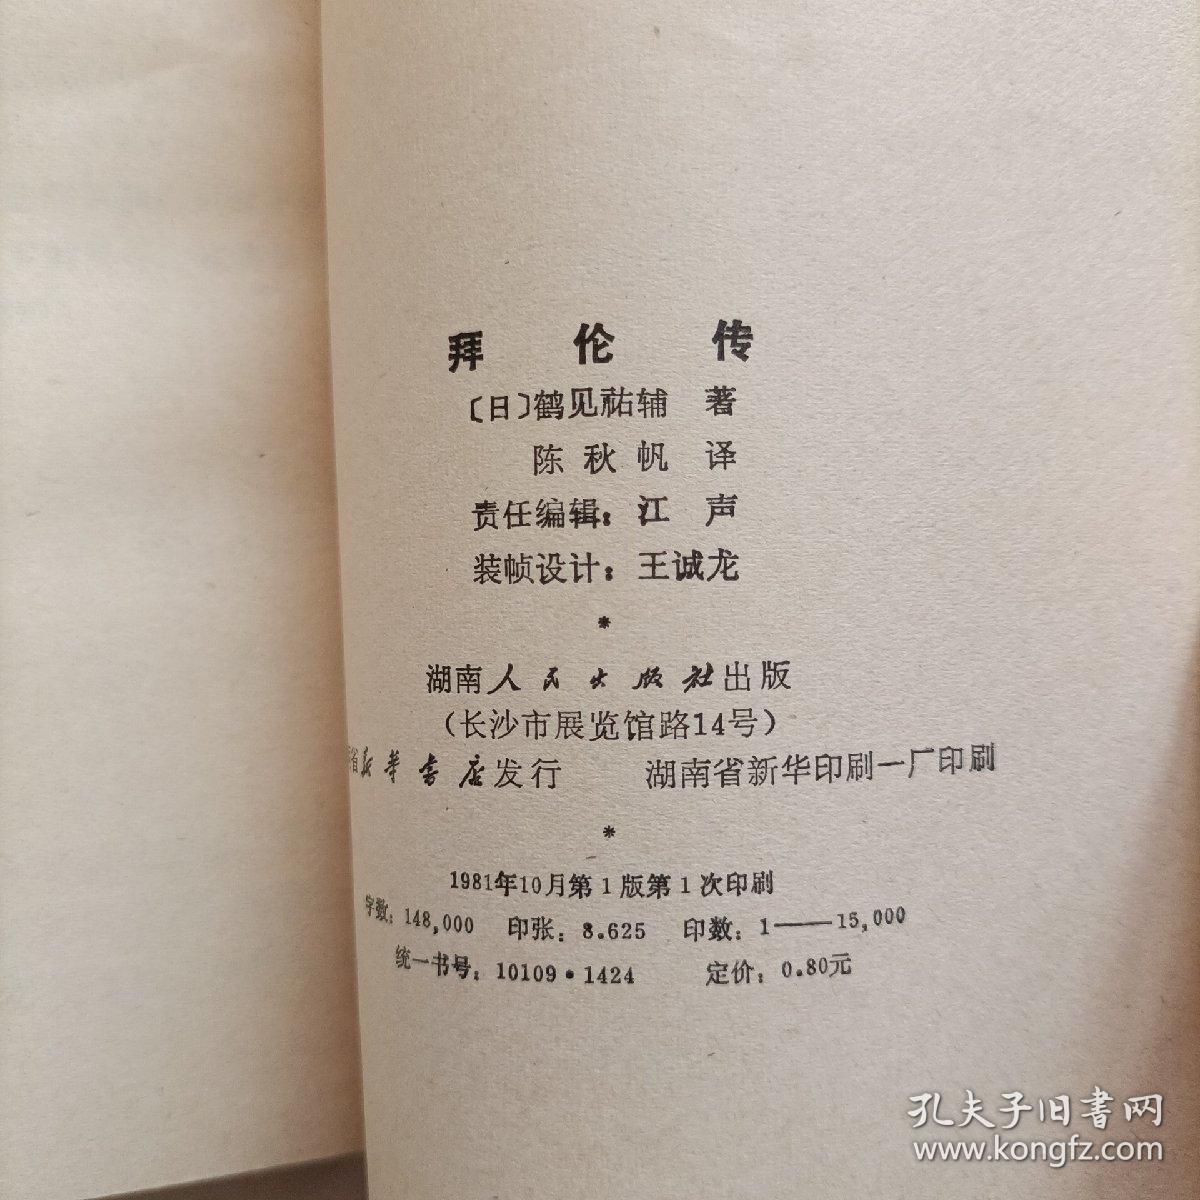 拜伦传
〔日〕鹤见祐辅 著
陈秋帆 译
责任编辑：江声
装帧设计：王诚龙
*
湖南人民出版社出版
（长沙市展览馆路14号）
省新华书店发行 湖南省新华印刷一厂印刷
*
1981年10月第1版第1次印刷
字数：148,000 印张：8.625 印数：1——15,000
统一书号：10109·1424 定价：0.80元
孔夫子旧书网
www.kongfz.com